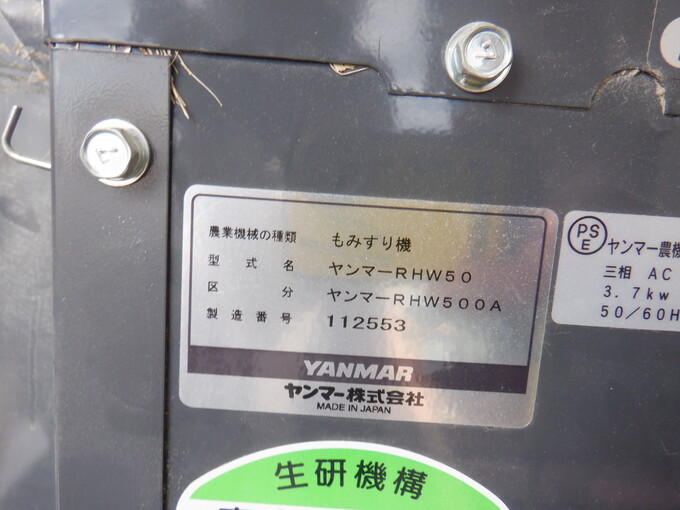 農業機械の種類 もみすり機
型式名 ヤンマーRHW50
区分 ヤンマーRHW500A
製造番号 112553
YANMAR
ヤンマー株式会社
MADE IN JAPAN
PS
E
ヤンマー農機
三相 AC
3.7kw
50/60H
生研機構